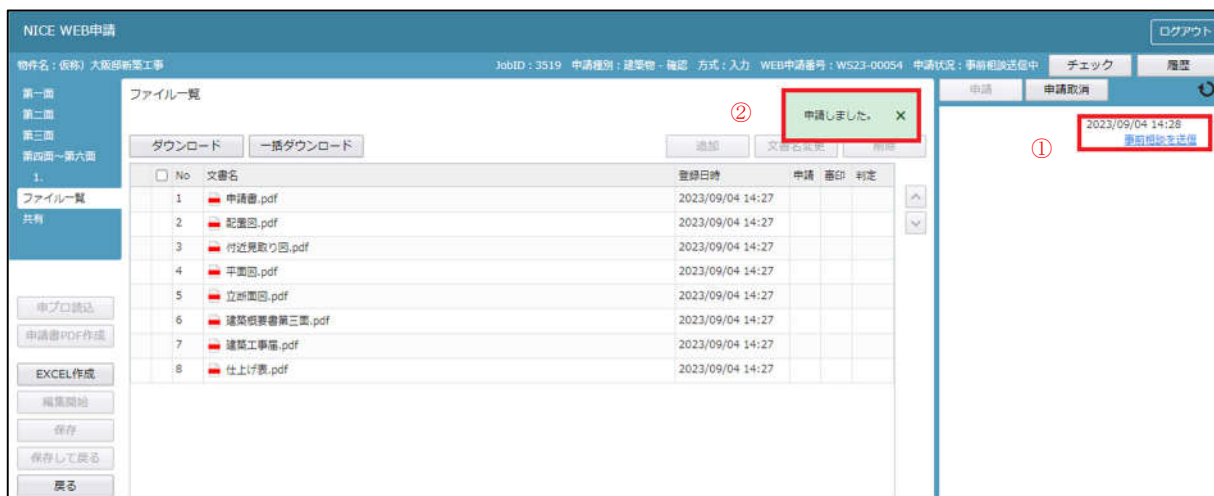 NICE WEB申請
ログアウト
物件名：仮称）大阪邸新築工事 JobID：3519 申請種別：建築物 - 確認 方式：入力 WEB申請番号：WS23-00054 申請状況：事前相談送信中 チェック 履歴
第一面
第二面
第三面
第四面～第六面
1.
ファイル一覧
共有
申プロ読込
申請書PDF作成
EXCEL作成
編集開始
保存
保存して戻る
戻る
ファイル一覧
② 申請しました。 ×
ダウンロード 一括ダウンロード 追加 文書名変更 削除
No 文書名 登録日時 申請 審印 判定
1 申請書.pdf 2023/09/04 14:27
2 配置図.pdf 2023/09/04 14:27
3 付近見取り図.pdf 2023/09/04 14:27
4 平面図.pdf 2023/09/04 14:27
5 立断面図.pdf 2023/09/04 14:27
6 建築概要書第三面.pdf 2023/09/04 14:27
7 建築工事届.pdf 2023/09/04 14:27
8 仕上げ表.pdf 2023/09/04 14:27
申請 申請取消
2023/09/04 14:28
① 事前相談を送信